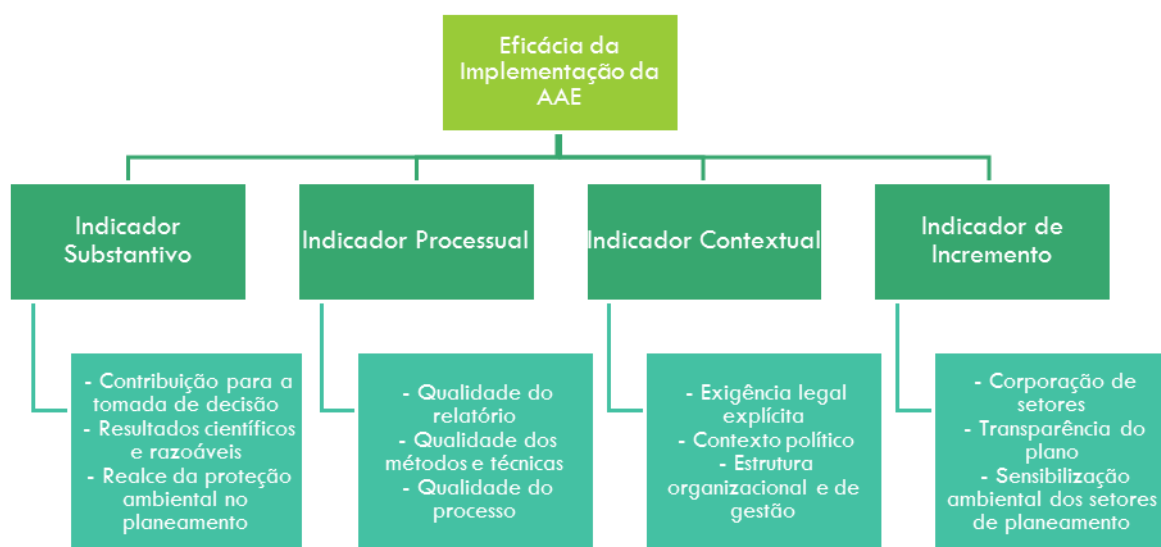 Eficácia da
Implementação da
AAE
Indicador
Substantivo
Indicador Processual
Indicador Contextual
Indicador de
Incremento
- Contribuição para a
tomada de decisão
- Resultados científicos
e razoáveis
- Realce da proteção
ambiental no
planeamento
- Qualidade do
relatório
- Qualidade dos
métodos e técnicas
- Qualidade do
processo
- Exigência legal
explícita
- Contexto político
- Estrutura
organizacional e de
gestão
- Corporação de
setores
- Transparência do
plano
- Sensibilização
ambiental dos setores
de planeamento